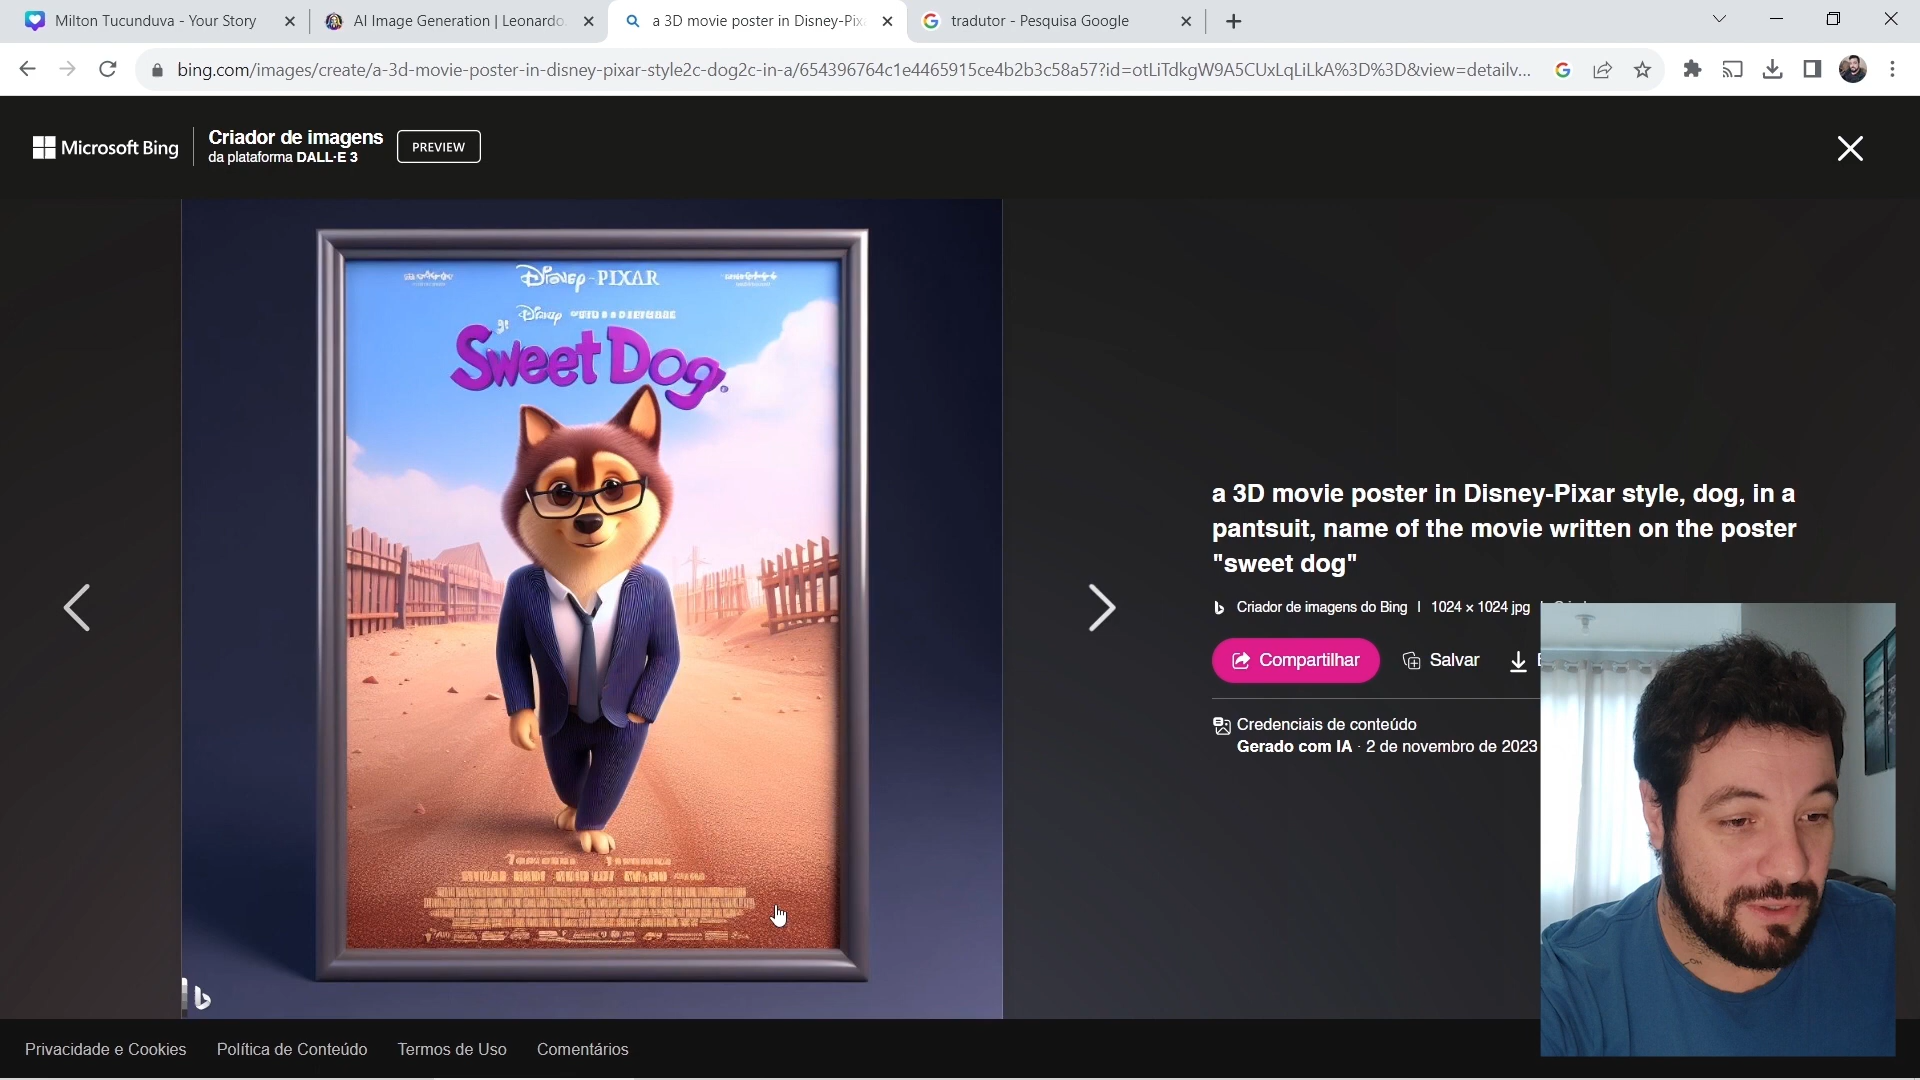 Milton Tucunduva - Your Story
AI Image Generation | Leonardo.
a 3D movie poster in Disney-Pix
tradutor - Pesquisa Google
bing.com/images/create/a-3d-movie-poster-in-disney-pixar-style2c-dog2c-in-a/654396764c1e4465915ce4b2b3c58a57?id=otLiTdkgW9A5CUxLqLiLkA%3D%3D&view=detailv...
Microsoft Bing
Criador de imagens
da plataforma DALL·E 3
PREVIEW
PIXAR
Sweet Dog
a 3D movie poster in Disney-Pixar style, dog, in a
pantsuit, name of the movie written on the poster
"sweet dog"
Criador de imagens do Bing | 1024 × 1024 jpg
Compartilhar
Salvar
Credenciais de conteúdo
Gerado com IA · 2 de novembro de 2023
Privacidade e Cookies
Política de Conteúdo
Termos de Uso
Comentários